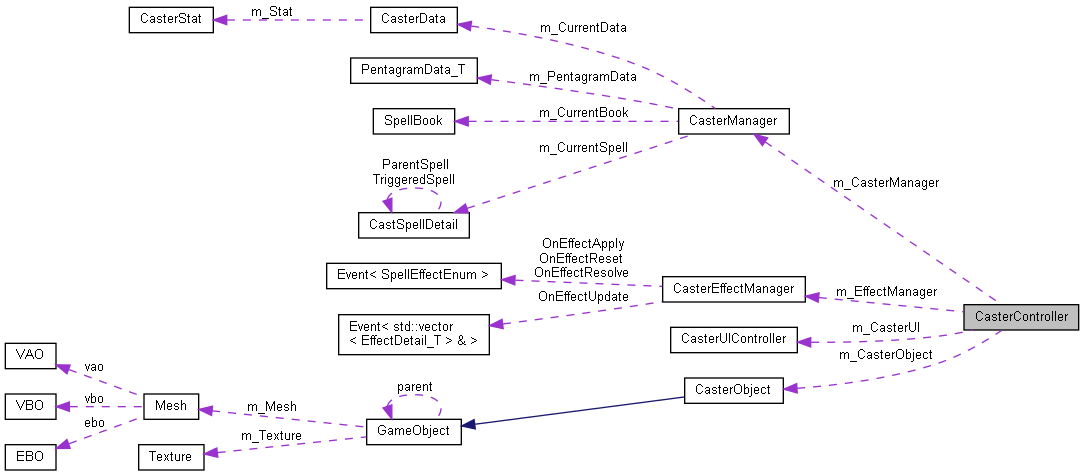 CasterStat
m_Stat
CasterData
m_CurrentData
PentagramData_T
m_PentagramData
SpellBook
m_CurrentBook
CasterManager
m_CurrentSpell
ParentSpell
TriggeredSpell
CastSpellDetail
m_CasterManager
OnEffectApply
OnEffectReset
OnEffectResolve
Event< SpellEffectEnum >
CasterEffectManager
m_EffectManager
OnEffectUpdate
CasterController
Event< std::vector
< EffectDetail_T > & >
CasterUIController
m_CasterUI
m_CasterObject
VAO
vao
parent
CasterObject
VBO
vbo
Mesh
m_Mesh
ebo
GameObject
m_Texture
EBO
Texture